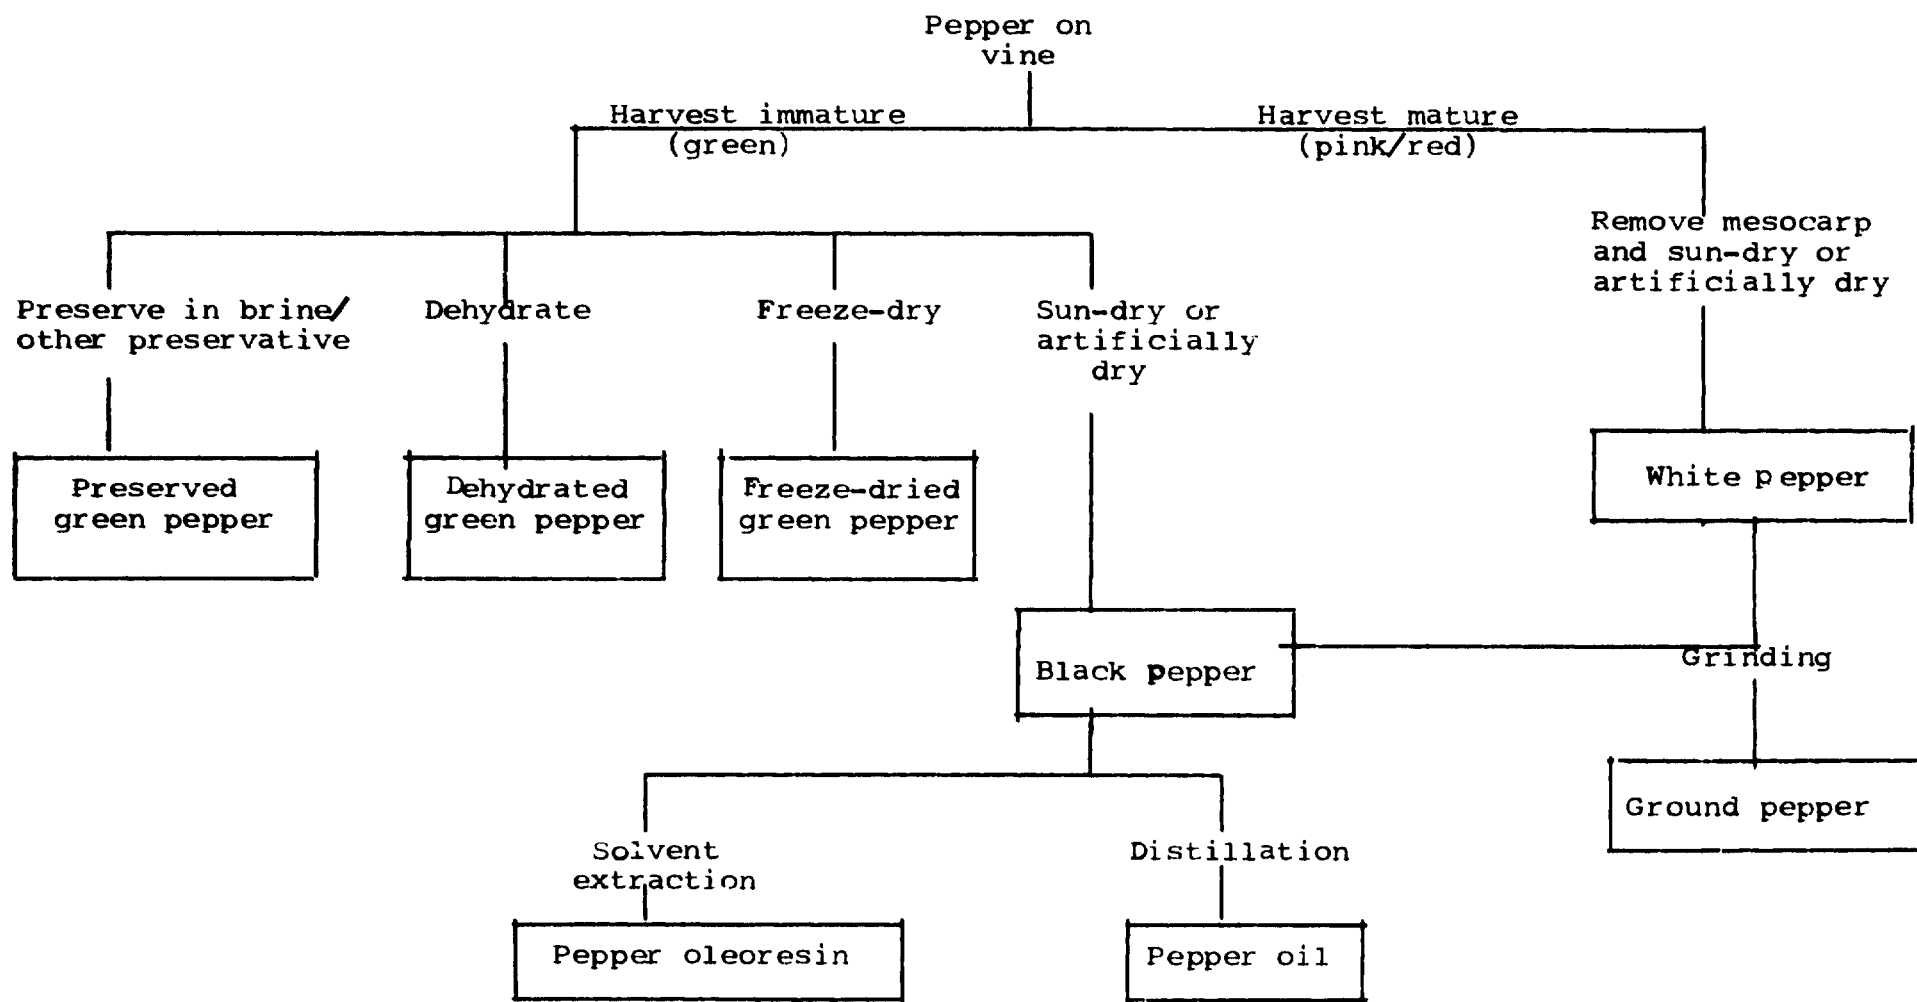 Pepper on
vine
Harvest immature
(green)
Harvest mature
(pink/red)
Remove mesocarp
and sun-dry or
artificially dry
Preserve in brine/
other preservative
Dehydrate
Freeze-dry
Sun-dry or
artificially
dry
Preserved
green pepper
Dehydrated
green pepper
Freeze-dried
green pepper
White pepper
Black pepper
Grinding
Ground pepper
Solvent
extraction
Distillation
Pepper oleoresin
Pepper oil